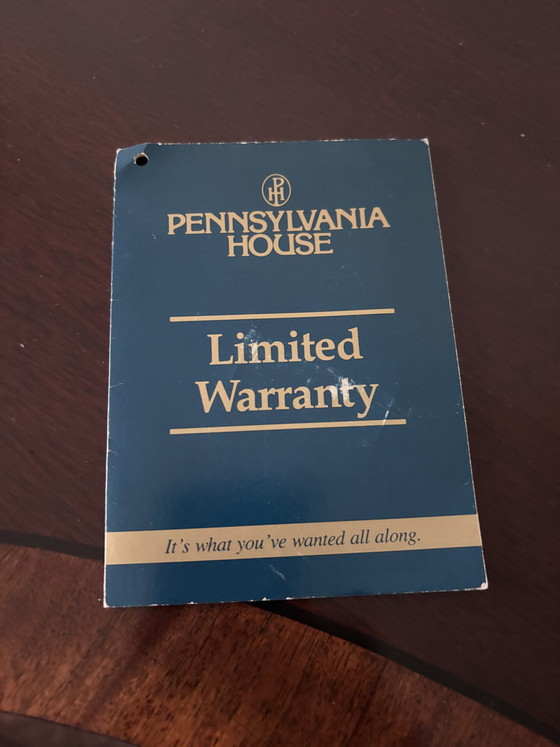 PH
PENNSYLVANIA
HOUSE
Limited
Warranty
It's what you've wanted all along.